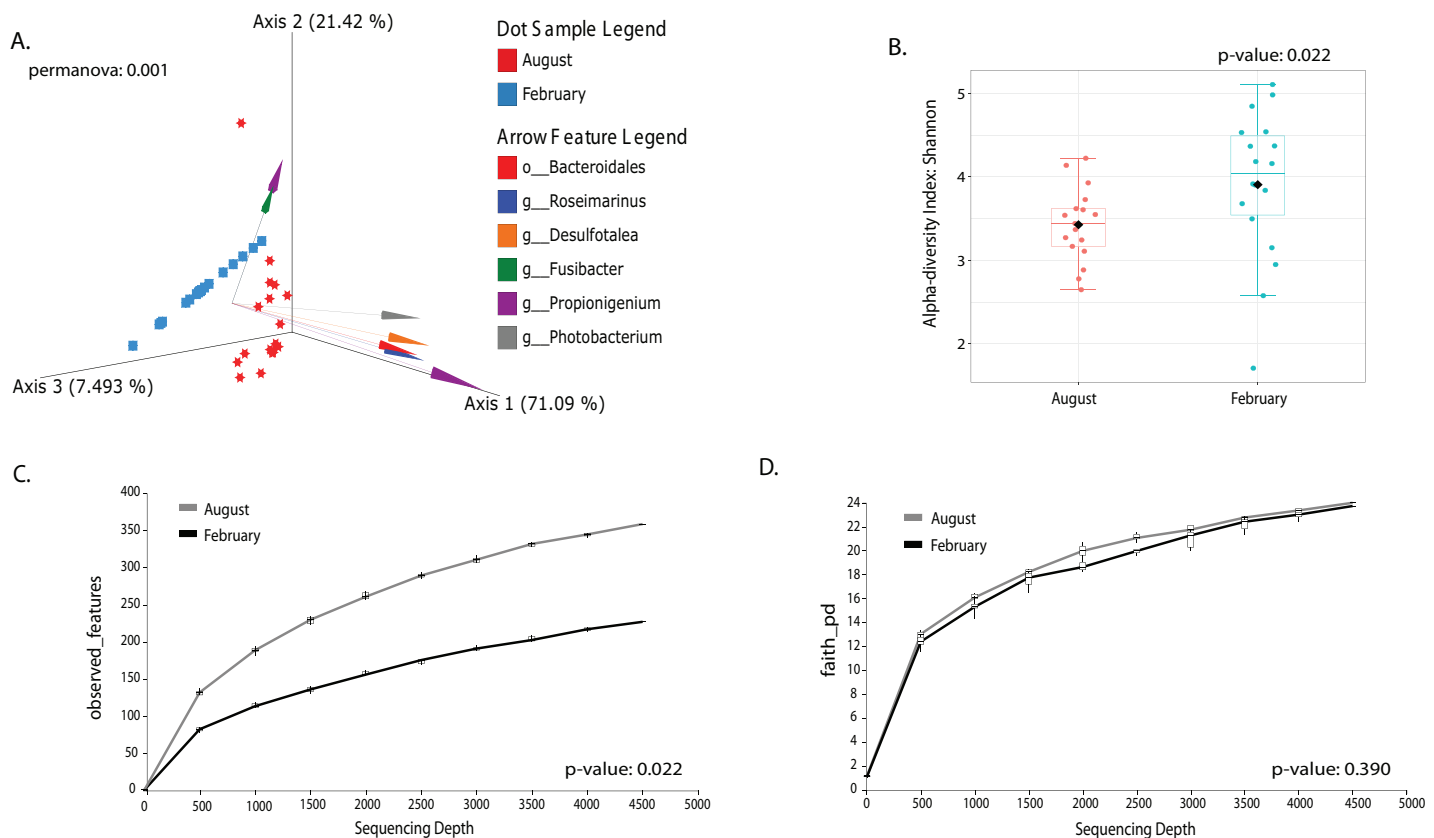 A.
permanova: 0.001
Axis 2 (21.42 %)
Axis 3 (7.493 %)
Axis 1 (71.09 %)
Dot Sample Legend
August
February
Arrow Feature Legend
o__Bacteroidales
g__Roseimarinus
g__Desulfotalea
g__Fusibacter
g__Propionigenium
g__Photobacterium
B.
p-value: 0.022
Alpha-diversity Index: Shannon
5
4
3
2
August
February
C.
observed_features
400
350
300
250
200
150
100
50
0
August
February
p-value: 0.022
0 500 1000 1500 2000 2500 3000 3500 4000 4500 5000
Sequencing Depth
D.
faith_pd
24
22
20
18
16
14
12
10
8
6
4
2
0
August
February
p-value: 0.390
0 500 1000 1500 2000 2500 3000 3500 4000 4500 5000
Sequencing Depth